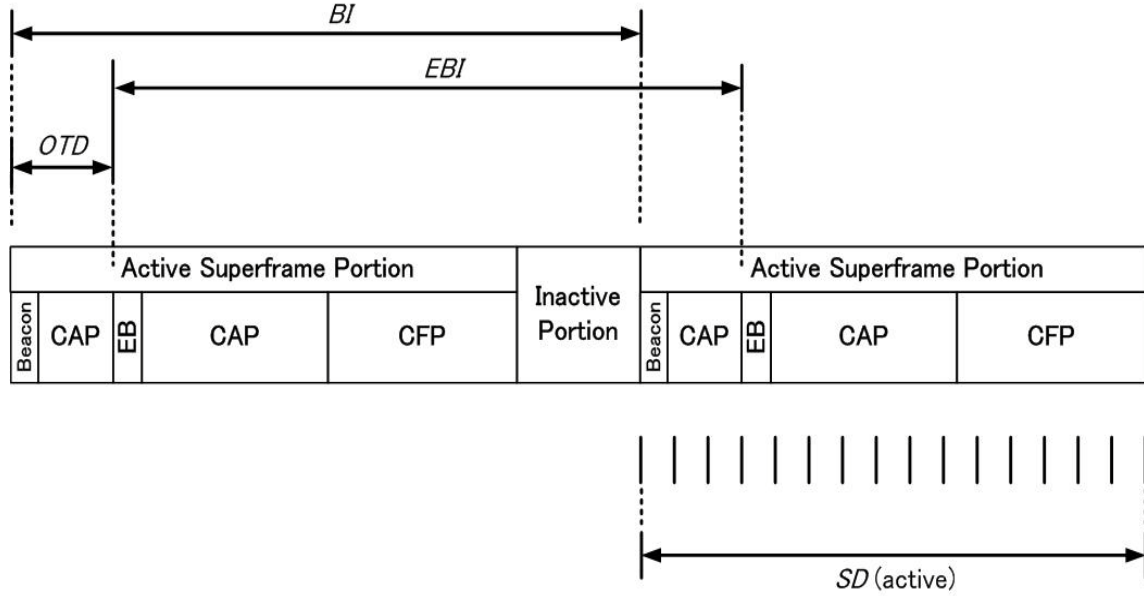 BI
EBI
OTD
Active Superframe Portion
Inactive
Portion
Active Superframe Portion
Beacon
CAP
EB
CAP
CFP
Beacon
CAP
EB
CAP
CFP
SD (active)